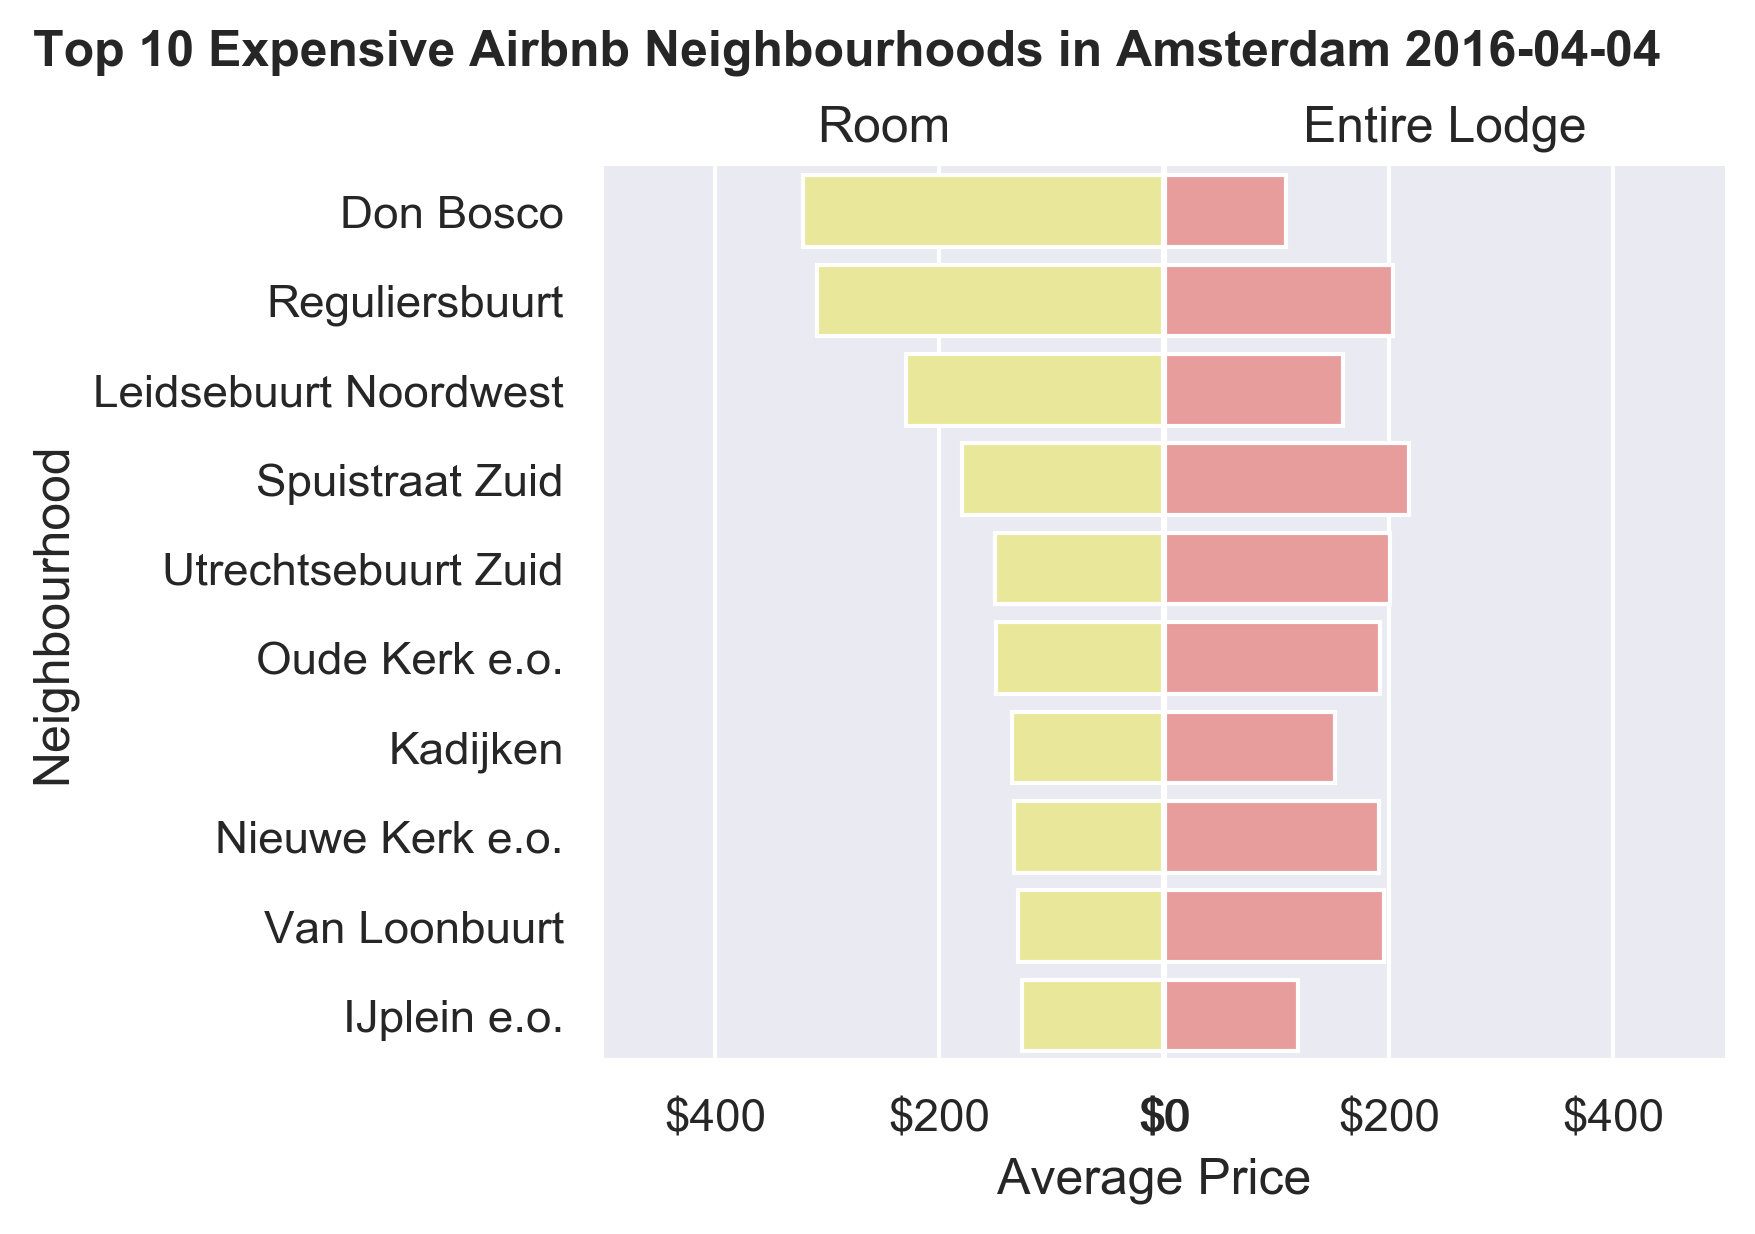 Top 10 Expensive Airbnb Neighbourhoods in Amsterdam 2016-04-04
Room Entire Lodge
Neighbourhood
Don Bosco
Reguliersbuurt
Leidsebuurt Noordwest
Spuistraat Zuid
Utrechtsebuurt Zuid
Oude Kerk e.o.
Kadijken
Nieuwe Kerk e.o.
Van Loonbuurt
IJplein e.o.
$400 $200 $0 $200 $400
Average Price